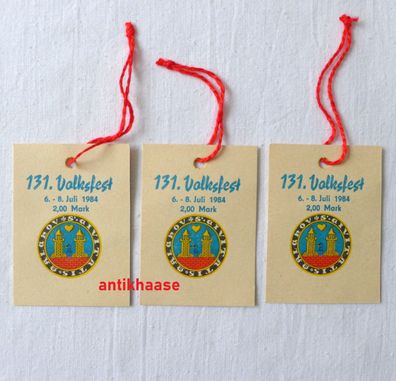 131. Volksfest
6. - 8. Juli 1984
2,00 Mark
131. Volksfest
6. - 8. Juli 1984
2,00 Mark
131. Volksfest
6. - 8. Juli 1984
2,00 Mark
antikhaase